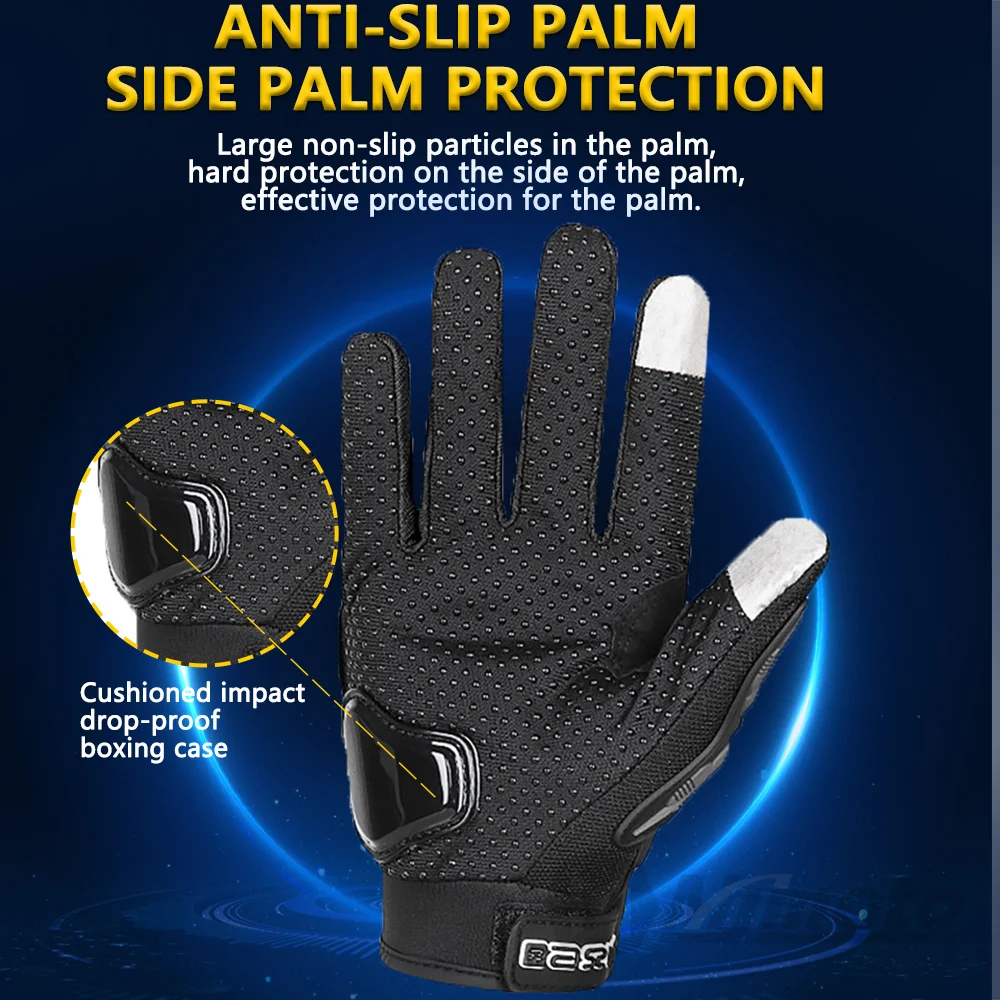 ANTI-SLIP PALM
SIDE PALM PROTECTION
Large non-slip particles in the palm,
hard protection on the side of the palm,
effective protection for the palm.
Cushioned impact
drop-proof
boxing case